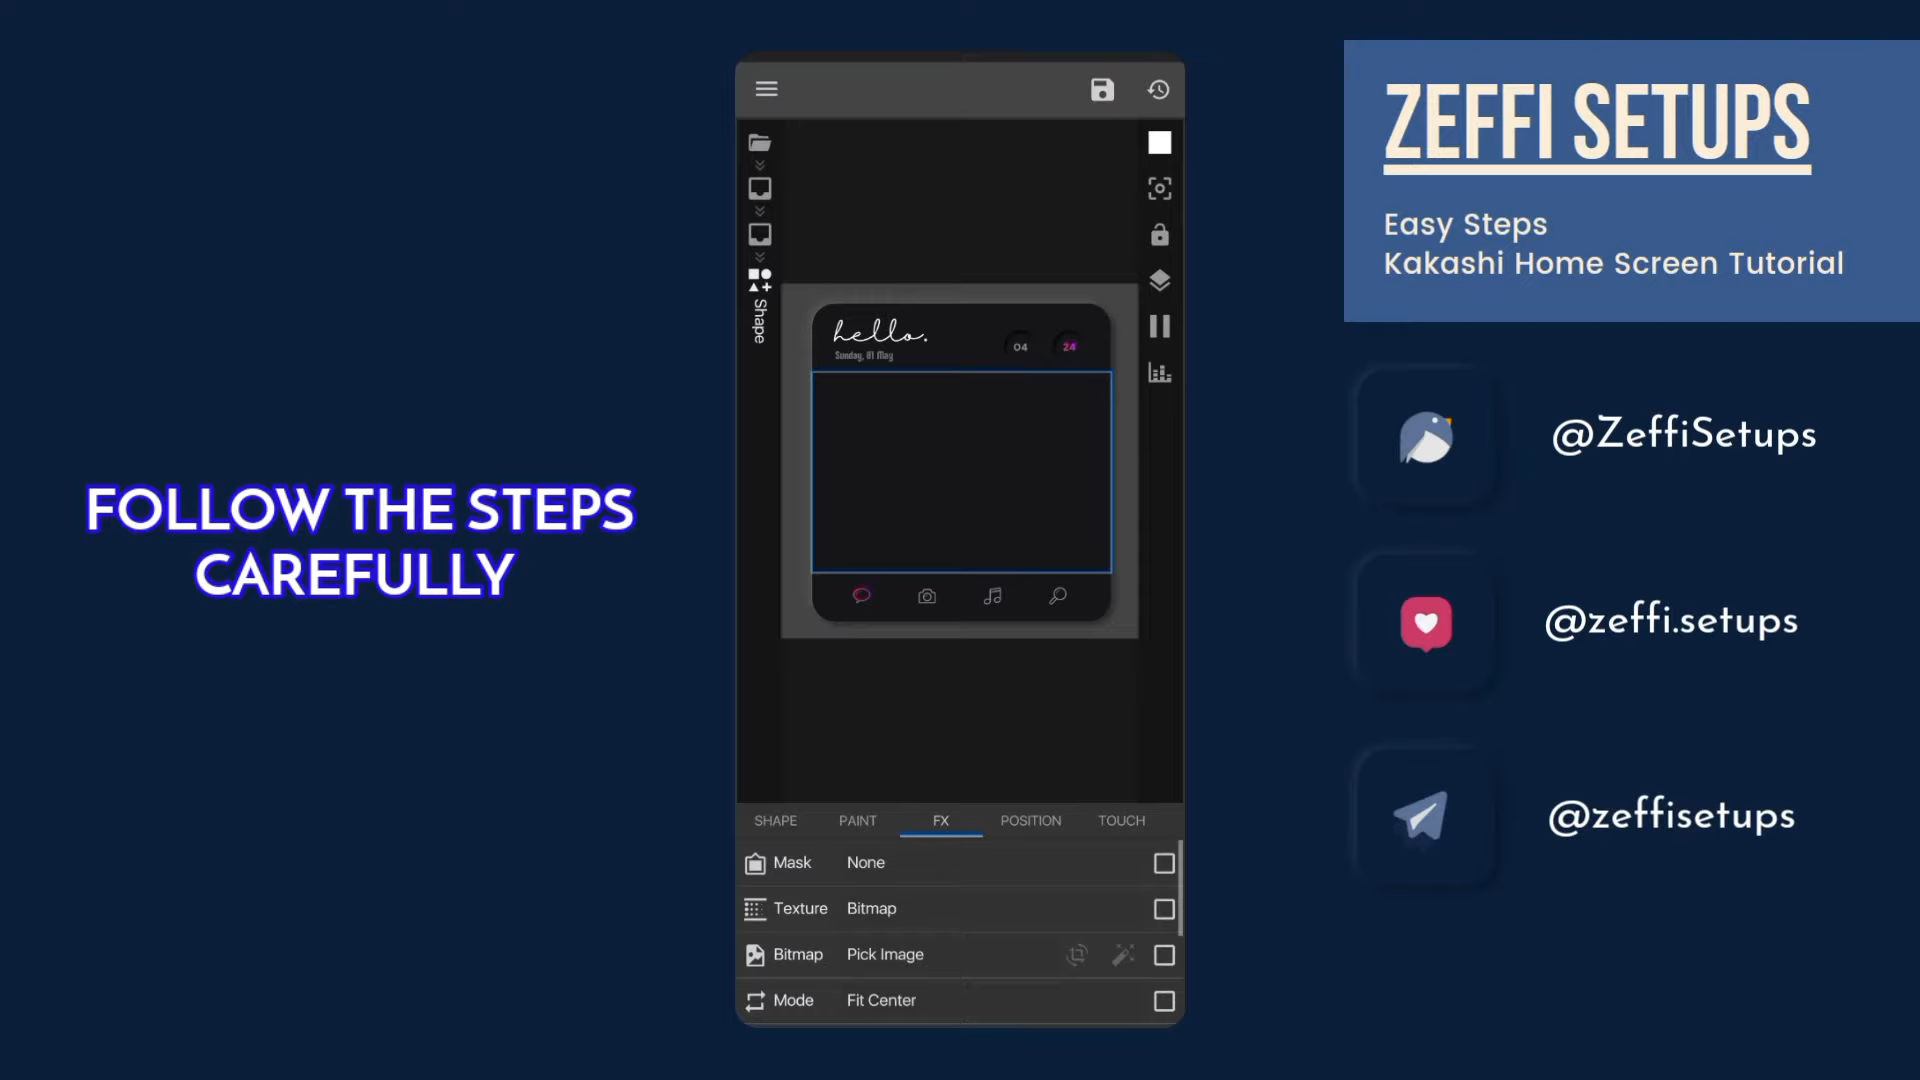 FOLLOW THE STEPS
CAREFULLY
Shape
hello.
Sunday, 01 May
04
24
SHAPE
PAINT
FX
POSITION
TOUCH
Mask
None
Texture
Bitmap
Bitmap
Pick Image
Mode
Fit Center
ZEFFI SETUPS
Easy Steps
Kakashi Home Screen Tutorial
@ZeffiSetups
@zeffi.setups
@zeffisetups